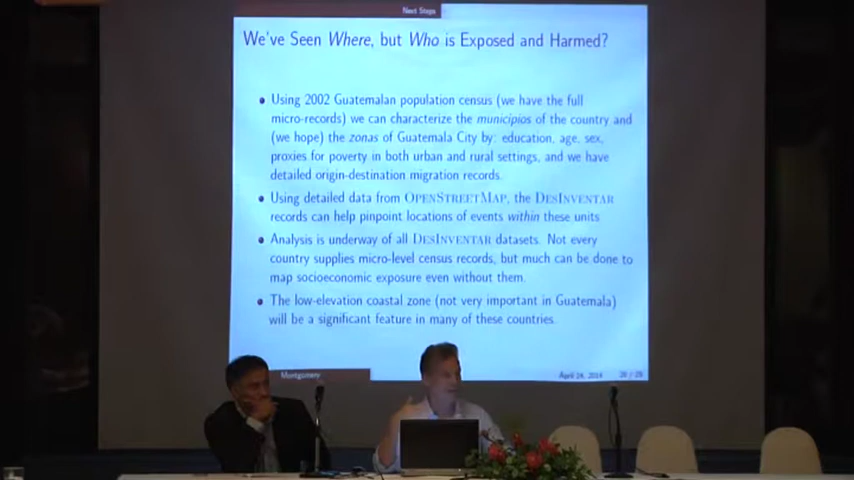 Next Steps
We've Seen Where, but Who is Exposed and Harmed?
• Using 2002 Guatemalan population census (we have the full
micro-records) we can characterize the municipios of the country and
(we hope) the zonas of Guatemala City by: education, age, sex,
proxies for poverty in both urban and rural settings, and we have
detailed origin-destination migration records.
• Using detailed data from OPENSTREETMAP, the DESINVENTAR
records can help pinpoint locations of events within these units
• Analysis is underway of all DESINVENTAR datasets. Not every
country supplies micro-level census records, but much can be done to
map socioeconomic exposure even without them.
• The low-elevation coastal zone (not very important in Guatemala)
will be a significant feature in many of these countries.
Montgomery
April 24, 2014